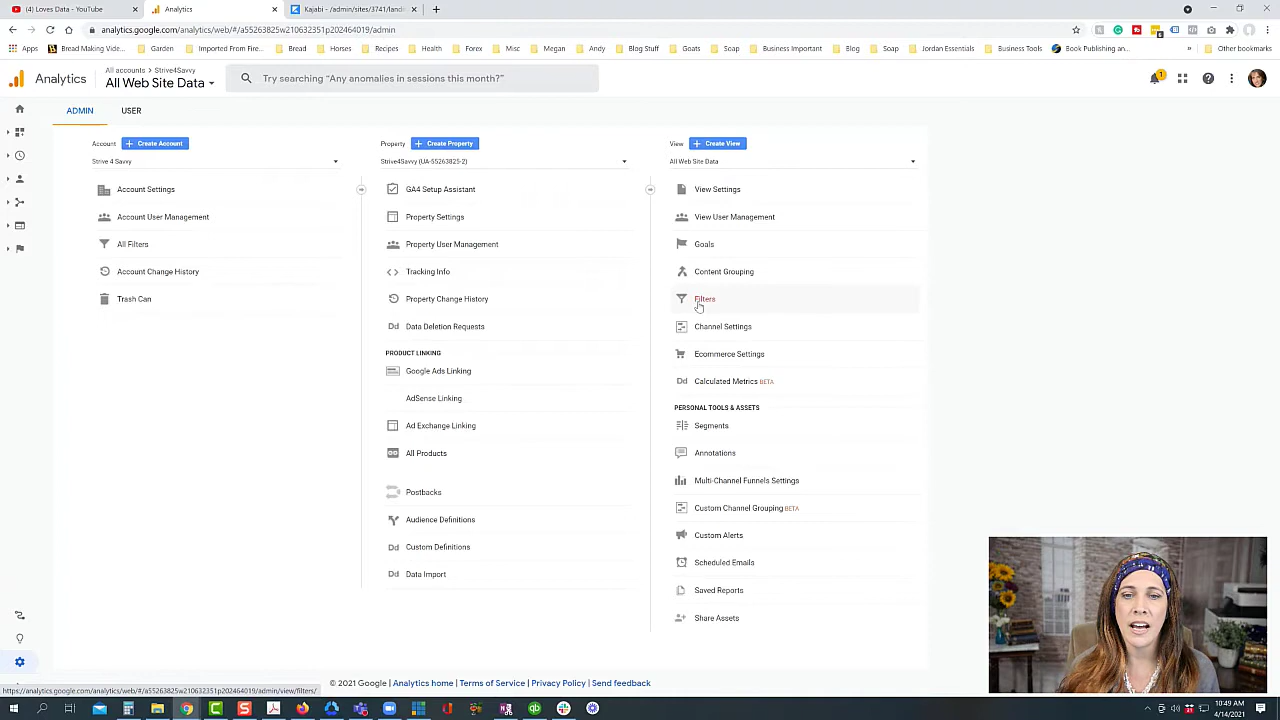 (4) Loves Data - YouTube
Analytics
Kajabi - /admin/sites/3741/land
analytics.google.com/analytics/web/#/a55263825w210632351p202464019/admin
Apps
Bread Making Vide...
Garden
Imported From Fire...
Bread
Horses
Recipes
Health
Forex
Misc
Megan
Andy
Blog Stuff
Goats
Soap
Business Important
Blog
Soap
Jordan Essentials
Business Tools
Book Publishing an...
»
Other bookmarks
Analytics
All accounts > Strive4Savvy
All Web Site Data
Try searching "Any anomalies in sessions this month?"
1
ADMIN
USER
Account
+ Create Account
Strive 4 Savvy
Account Settings
Account User Management
All Filters
Account Change History
Trash Can
Property
+ Create Property
Strive4Savvy (UA-55263825-2)
GA4 Setup Assistant
Property Settings
Property User Management
Tracking Info
Property Change History
Dd Data Deletion Requests
PRODUCT LINKING
Google Ads Linking
AdSense Linking
Ad Exchange Linking
All Products
Postbacks
Audience Definitions
Dd Custom Definitions
Dd Data Import
View
+ Create View
All Web Site Data
View Settings
View User Management
Goals
Content Grouping
Filters
Channel Settings
Ecommerce Settings
Dd Calculated Metrics BETA
PERSONAL TOOLS & ASSETS
Segments
Annotations
Multi-Channel Funnels Settings
Custom Channel Grouping BETA
Custom Alerts
Scheduled Emails
Saved Reports
Share Assets
© 2021 Google | Analytics home | Terms of Service | Privacy Policy | Send feedback
https://analytics.google.com/analytics/web/#/a55263825w210632351p202464019/admin/view/filters/
10:49 AM
4/14/2021